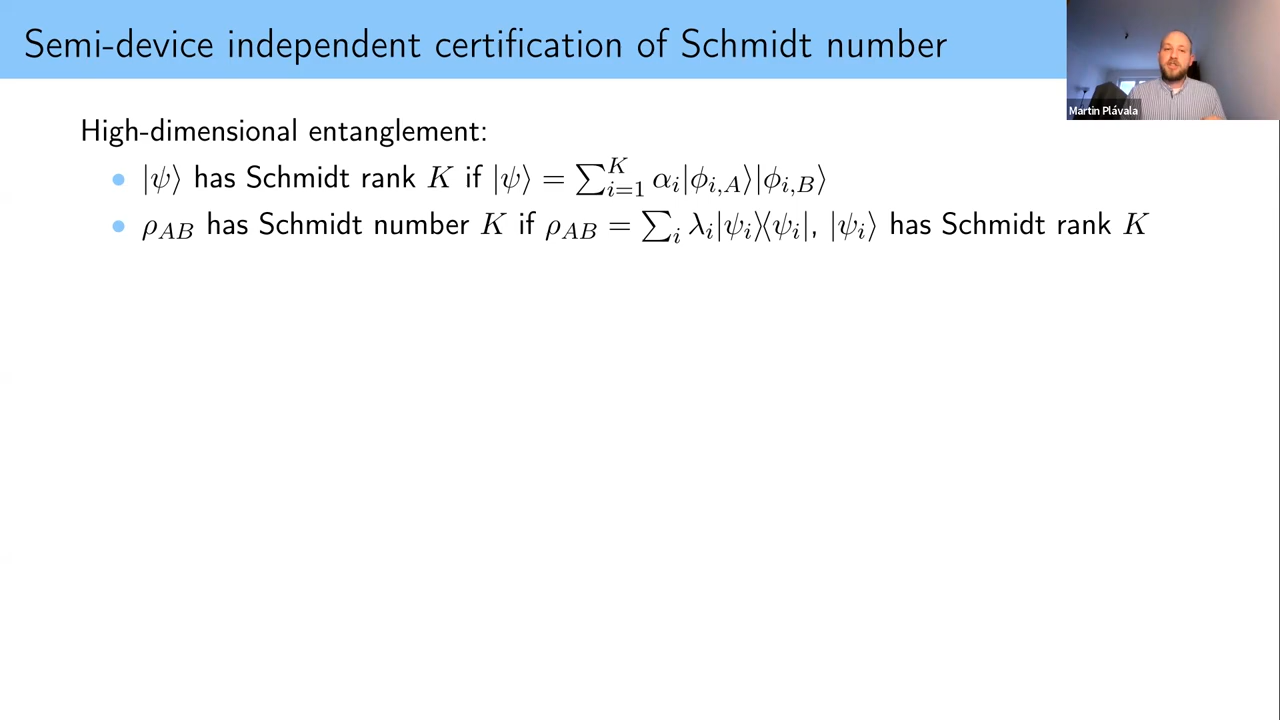 Semi-device independent certification of Schmidt number
Martin Plávala
High-dimensional entanglement:
• |ψ⟩ has Schmidt rank K if |ψ⟩ = ∑_{i=1}^{K} α_i|ϕ_{i,A}⟩|ϕ_{i,B}⟩
• ρ_{AB} has Schmidt number K if ρ_{AB} = ∑_i λ_i|ψ_i⟩⟨ψ_i|, |ψ_i⟩ has Schmidt rank K